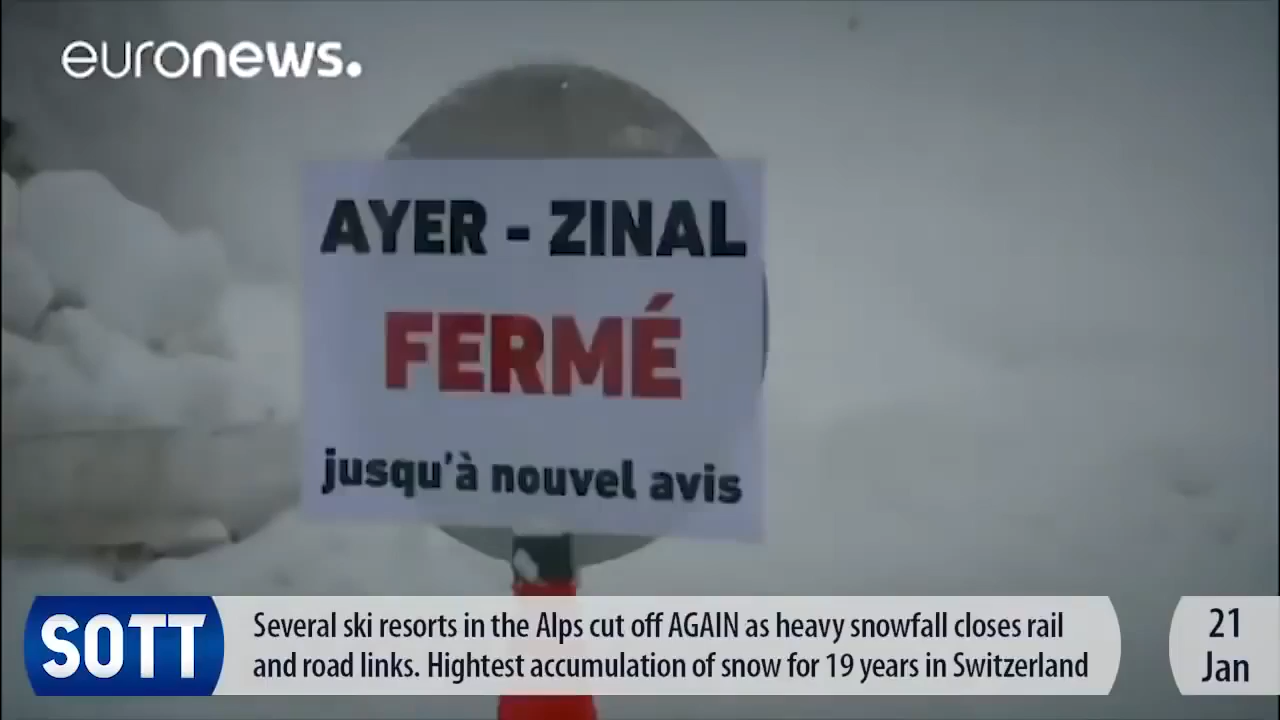 euronews.
AYER - ZINAL
FERMÉ
jusqu'à nouvel avis
SOTT
Several ski resorts in the Alps cut off AGAIN as heavy snowfall closes rail
and road links. Hightest accumulation of snow for 19 years in Switzerland
21
Jan